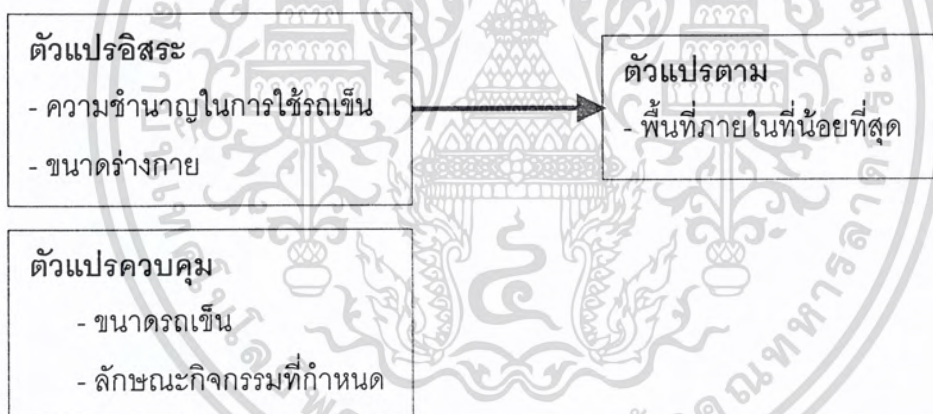 ตัวแปรอิสระ
- ความชำนาญในการใช้รถเข็น
- ขนาดร่างกาย
ตัวแปรตาม
- พื้นที่ภายในที่น้อยที่สุด
ตัวแปรควบคุม
- ขนาดรถเข็น
- ลักษณะกิจกรรมที่กำหนด